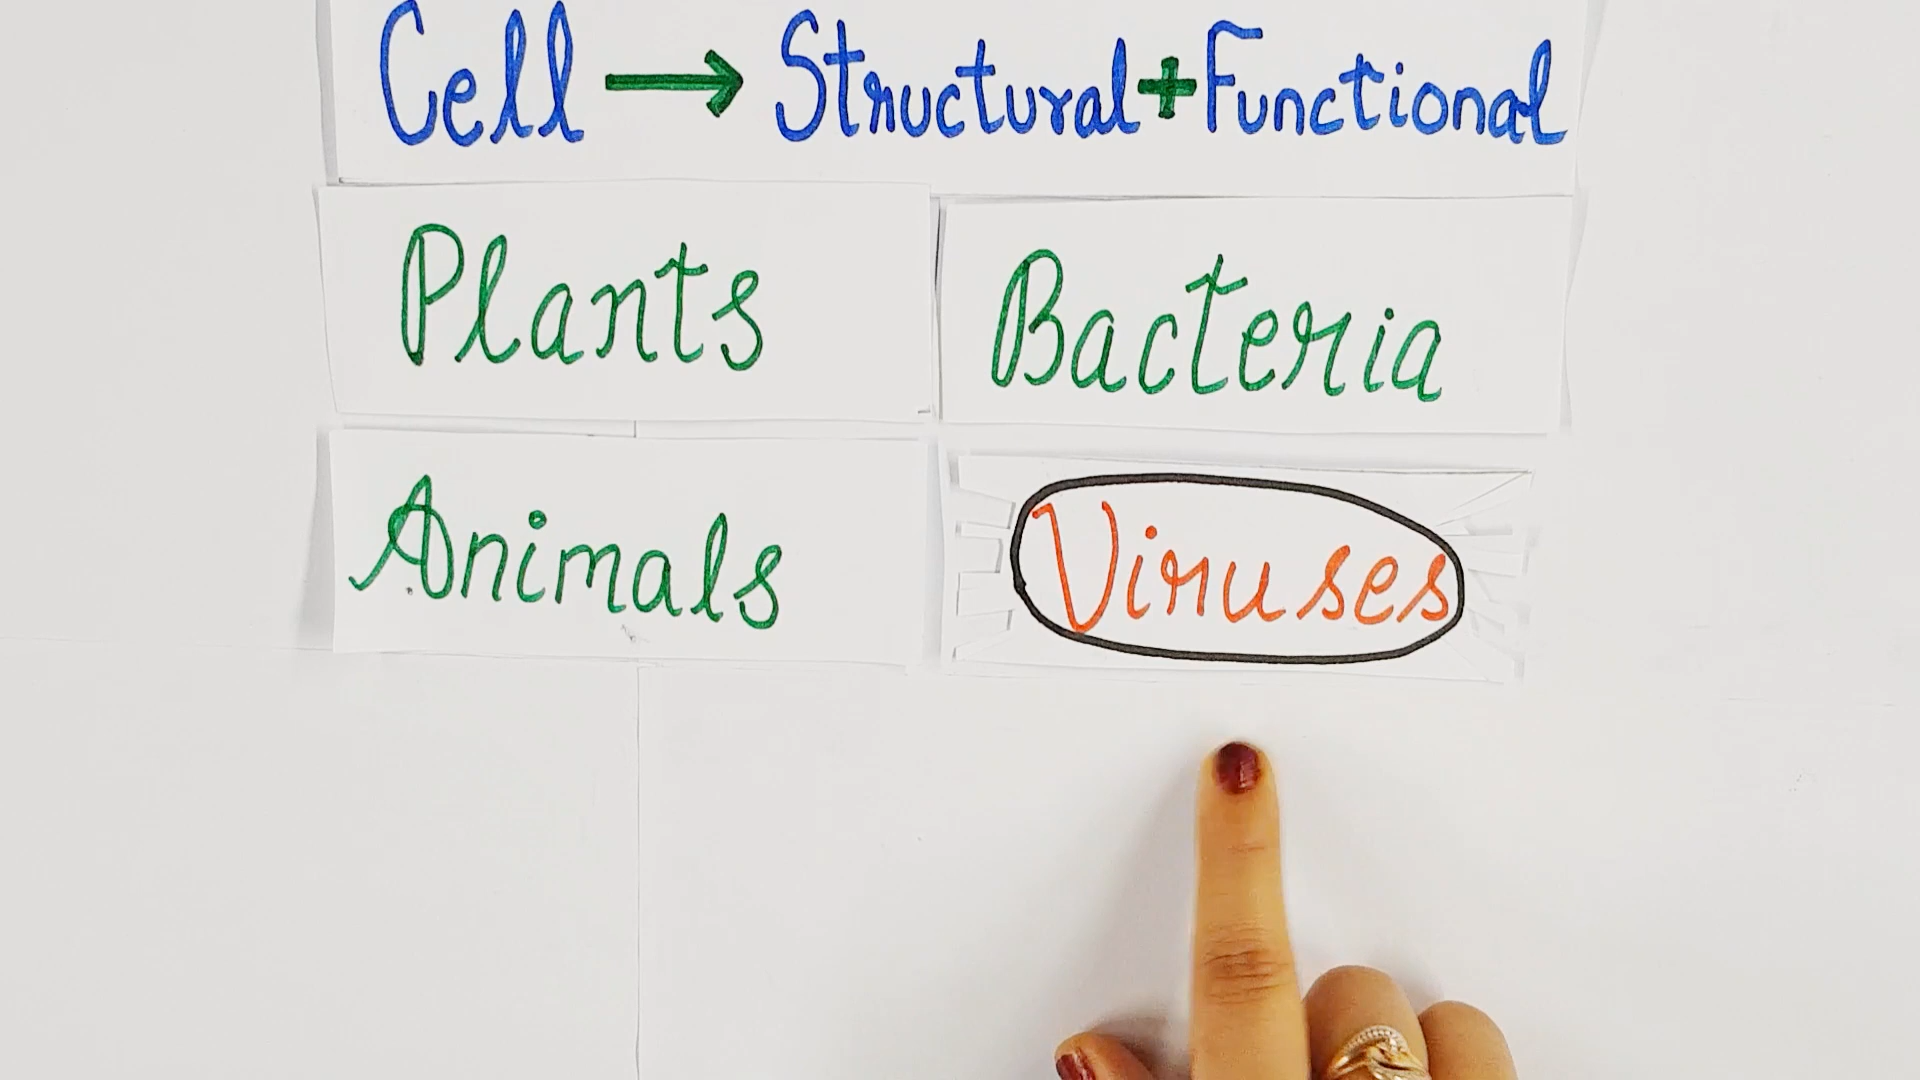 Cell → Structural+Functional
Plants
Bacteria
Animals
Viruses